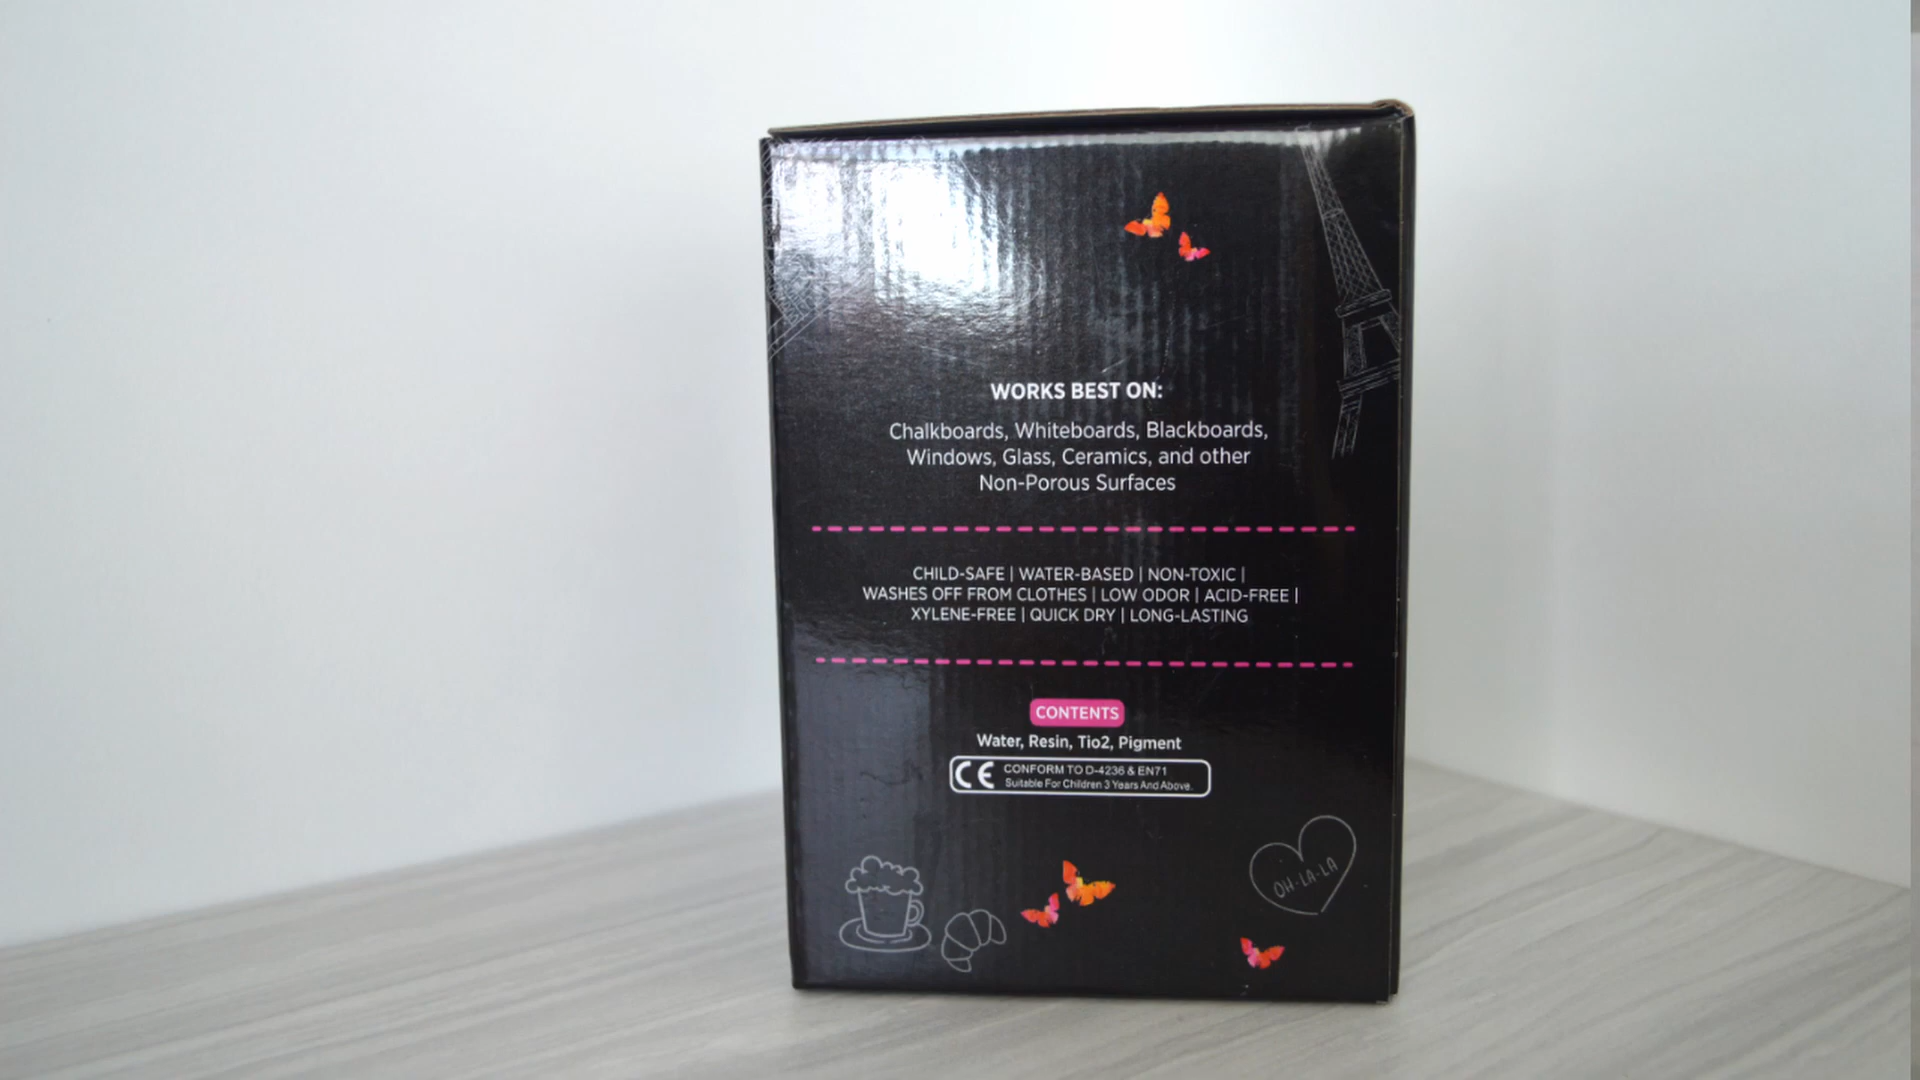 WORKS BEST ON:
Chalkboards, Whiteboards, Blackboards,
Windows, Glass, Ceramics, and other
Non-Porous Surfaces
CHILD-SAFE | WATER-BASED | NON-TOXIC |
WASHES OFF FROM CLOTHES | LOW ODOR | ACID-FREE |
XYLENE-FREE | QUICK DRY | LONG-LASTING
CONTENTS
Water, Resin, Tio2, Pigment
CE CONFORM TO D-4236 & EN71
Suitable For Children 3 Years And Above.
OH-LA-LA